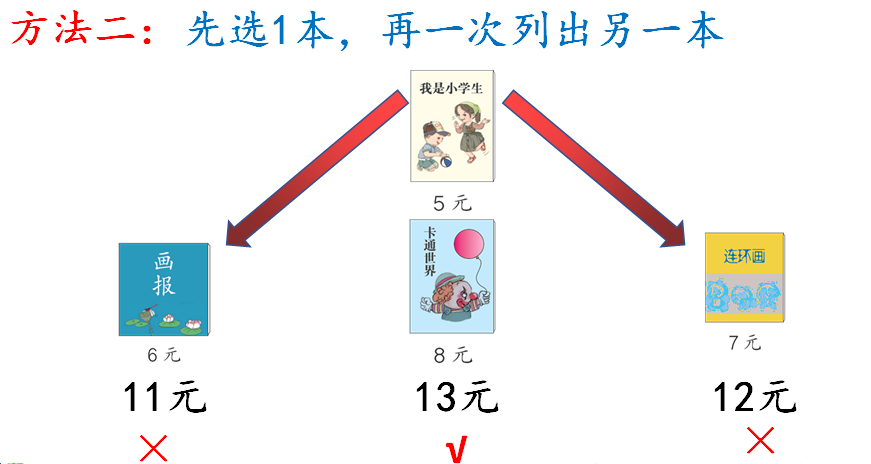 方法二：先选1本，再一次列出另一本
我是小学生
5 元
画
报
6 元
卡
通
世
界
8 元
连环画
7 元
11元
13元
12元
×
√
×